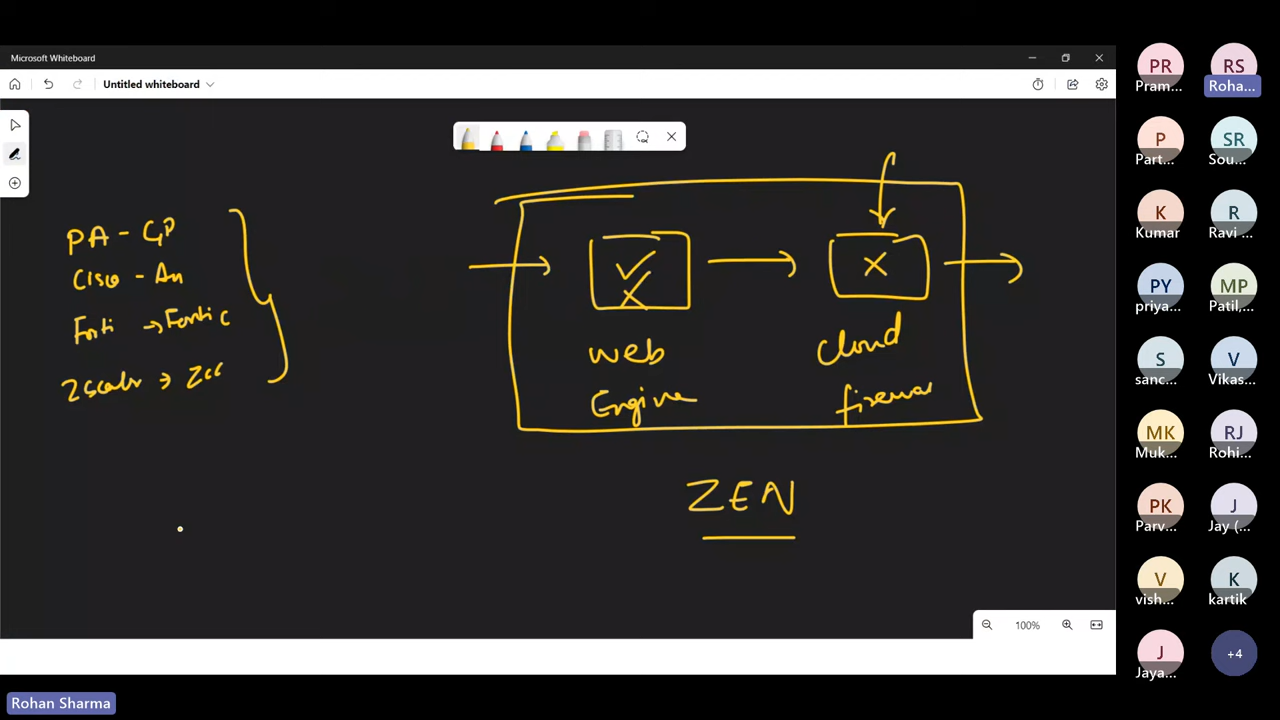 Microsoft Whiteboard
Untitled whiteboard
PA - GP
Cisco - An
Forti → Fortic
Zscalr → Zcc
web
Engine
cloud
firewar
ZEN
100%
Rohan Sharma
PR
Pram...
RS
Roha...
P
Part...
SR
Sou...
K
Kumar
R
Ravi ...
PY
priya...
MP
Patil,...
S
sanc...
V
Vikas...
MK
Muk...
RJ
Rohi...
PK
Parv...
J
Jay (...
V
vish...
K
kartik
J
Jaya...
+4